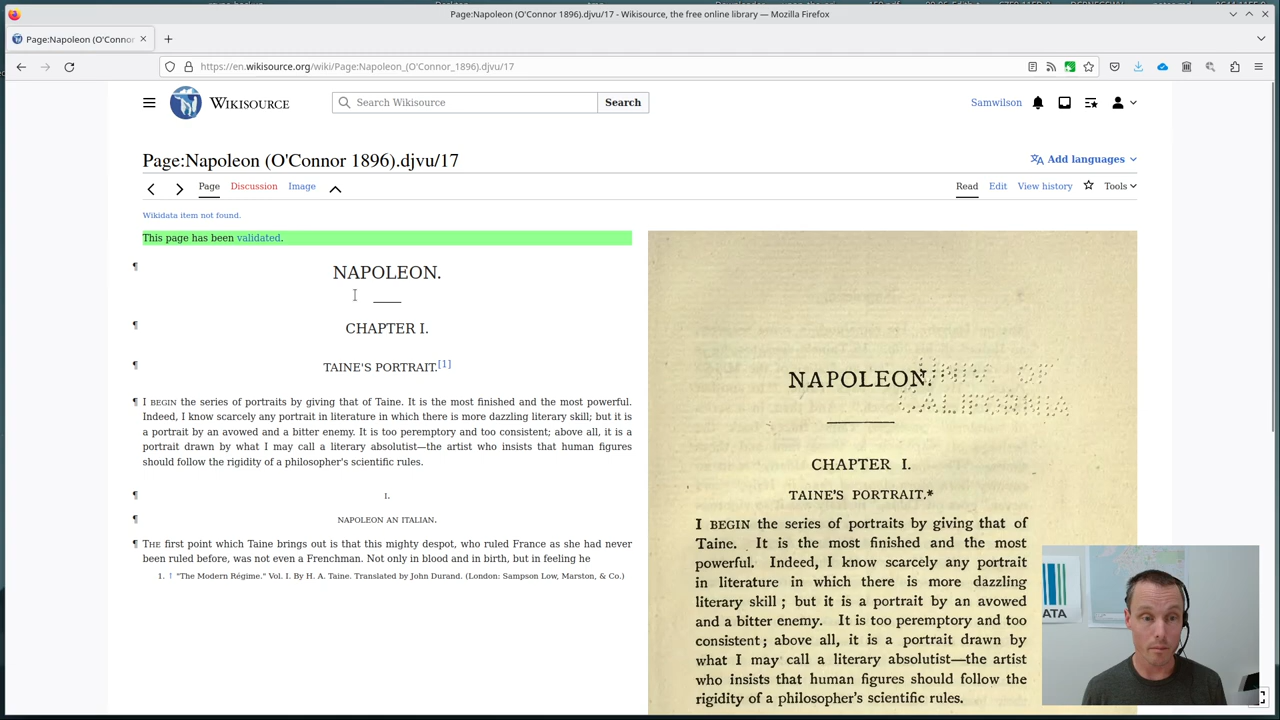 Page:Napoleon (O'Connor 1896).djvu/17 - Wikisource, the free online library — Mozilla Firefox
Page:Napoleon (O'Connor
https://en.wikisource.org/wiki/Page:Napoleon_(O'Connor_1896).djvu/17
WIKISOURCE
Search Wikisource
Search
Samwilson
Page:Napoleon (O'Connor 1896).djvu/17
Add languages
Page Discussion Image
Read Edit View history Tools
Wikidata item not found.
This page has been validated.
¶ NAPOLEON.
¶ CHAPTER I.
¶ TAINE'S PORTRAIT.[1]
¶ I BEGIN the series of portraits by giving that of Taine. It is the most finished and the most powerful.
Indeed, I know scarcely any portrait in literature in which there is more dazzling literary skill; but it is
a portrait by an avowed and a bitter enemy. It is too peremptory and too consistent; above all, it is a
portrait drawn by what I may call a literary absolutist—the artist who insists that human figures
should follow the rigidity of a philosopher's scientific rules.
¶ I.
¶ NAPOLEON AN ITALIAN.
¶ THE first point which Taine brings out is that this mighty despot, who ruled France as she had never
been ruled before, was not even a Frenchman. Not only in blood and in birth, but in feeling he
1. ↑ "The Modern Régime." Vol. I. By H. A. Taine. Translated by John Durand. (London: Sampson Low, Marston, & Co.)
UNIV. OF
CALIFORNIA
NAPOLEON.
CHAPTER I.
TAINE'S PORTRAIT.*
I BEGIN the series of portraits by giving that of
Taine. It is the most finished and the most
powerful. Indeed, I know scarcely any portrait
in literature in which there is more dazzling
literary skill; but it is a portrait by an avowed
and a bitter enemy. It is too peremptory and too
consistent; above all, it is a portrait drawn by
what I may call a literary absolutist—the artist
who insists that human figures should follow the
rigidity of a philosopher's scientific rules.
ATA